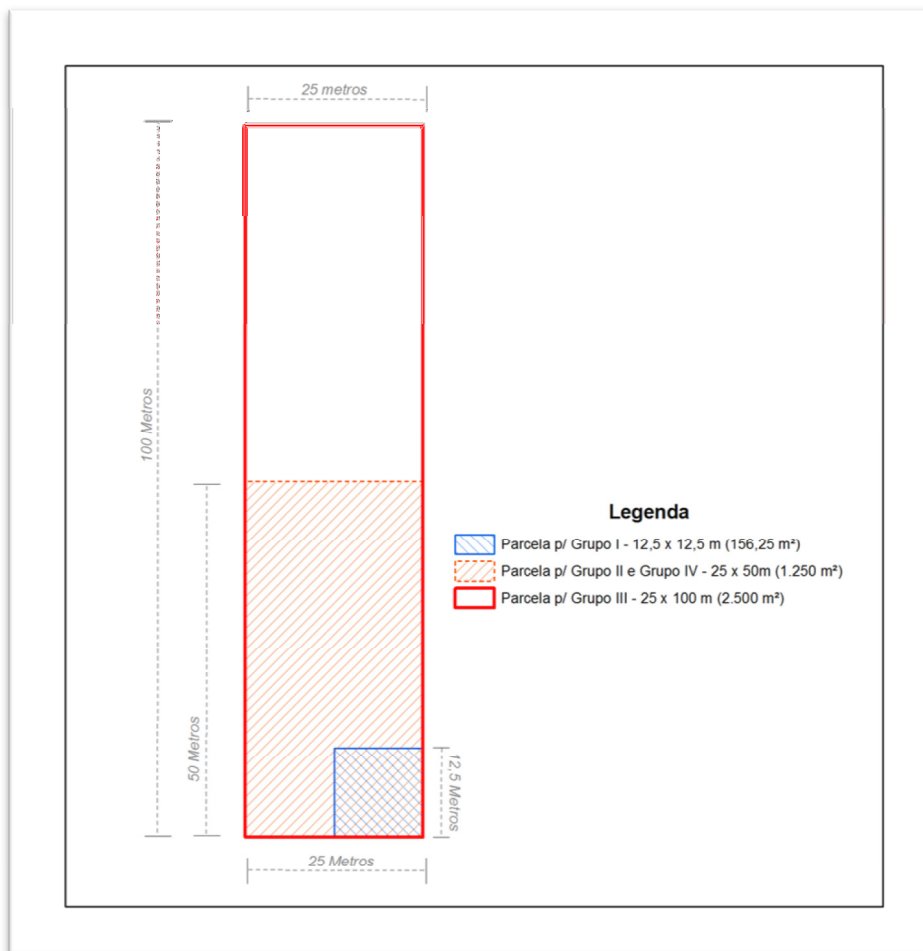 25 metros
100 Metros
Legenda
Parcela p/ Grupo I - 12,5 x 12,5 m (156,25 m²)
Parcela p/ Grupo II e Grupo IV - 25 x 50m (1.250 m²)
Parcela p/ Grupo III - 25 x 100 m (2.500 m²)
50 Metros
12,5 Metros
25 Metros